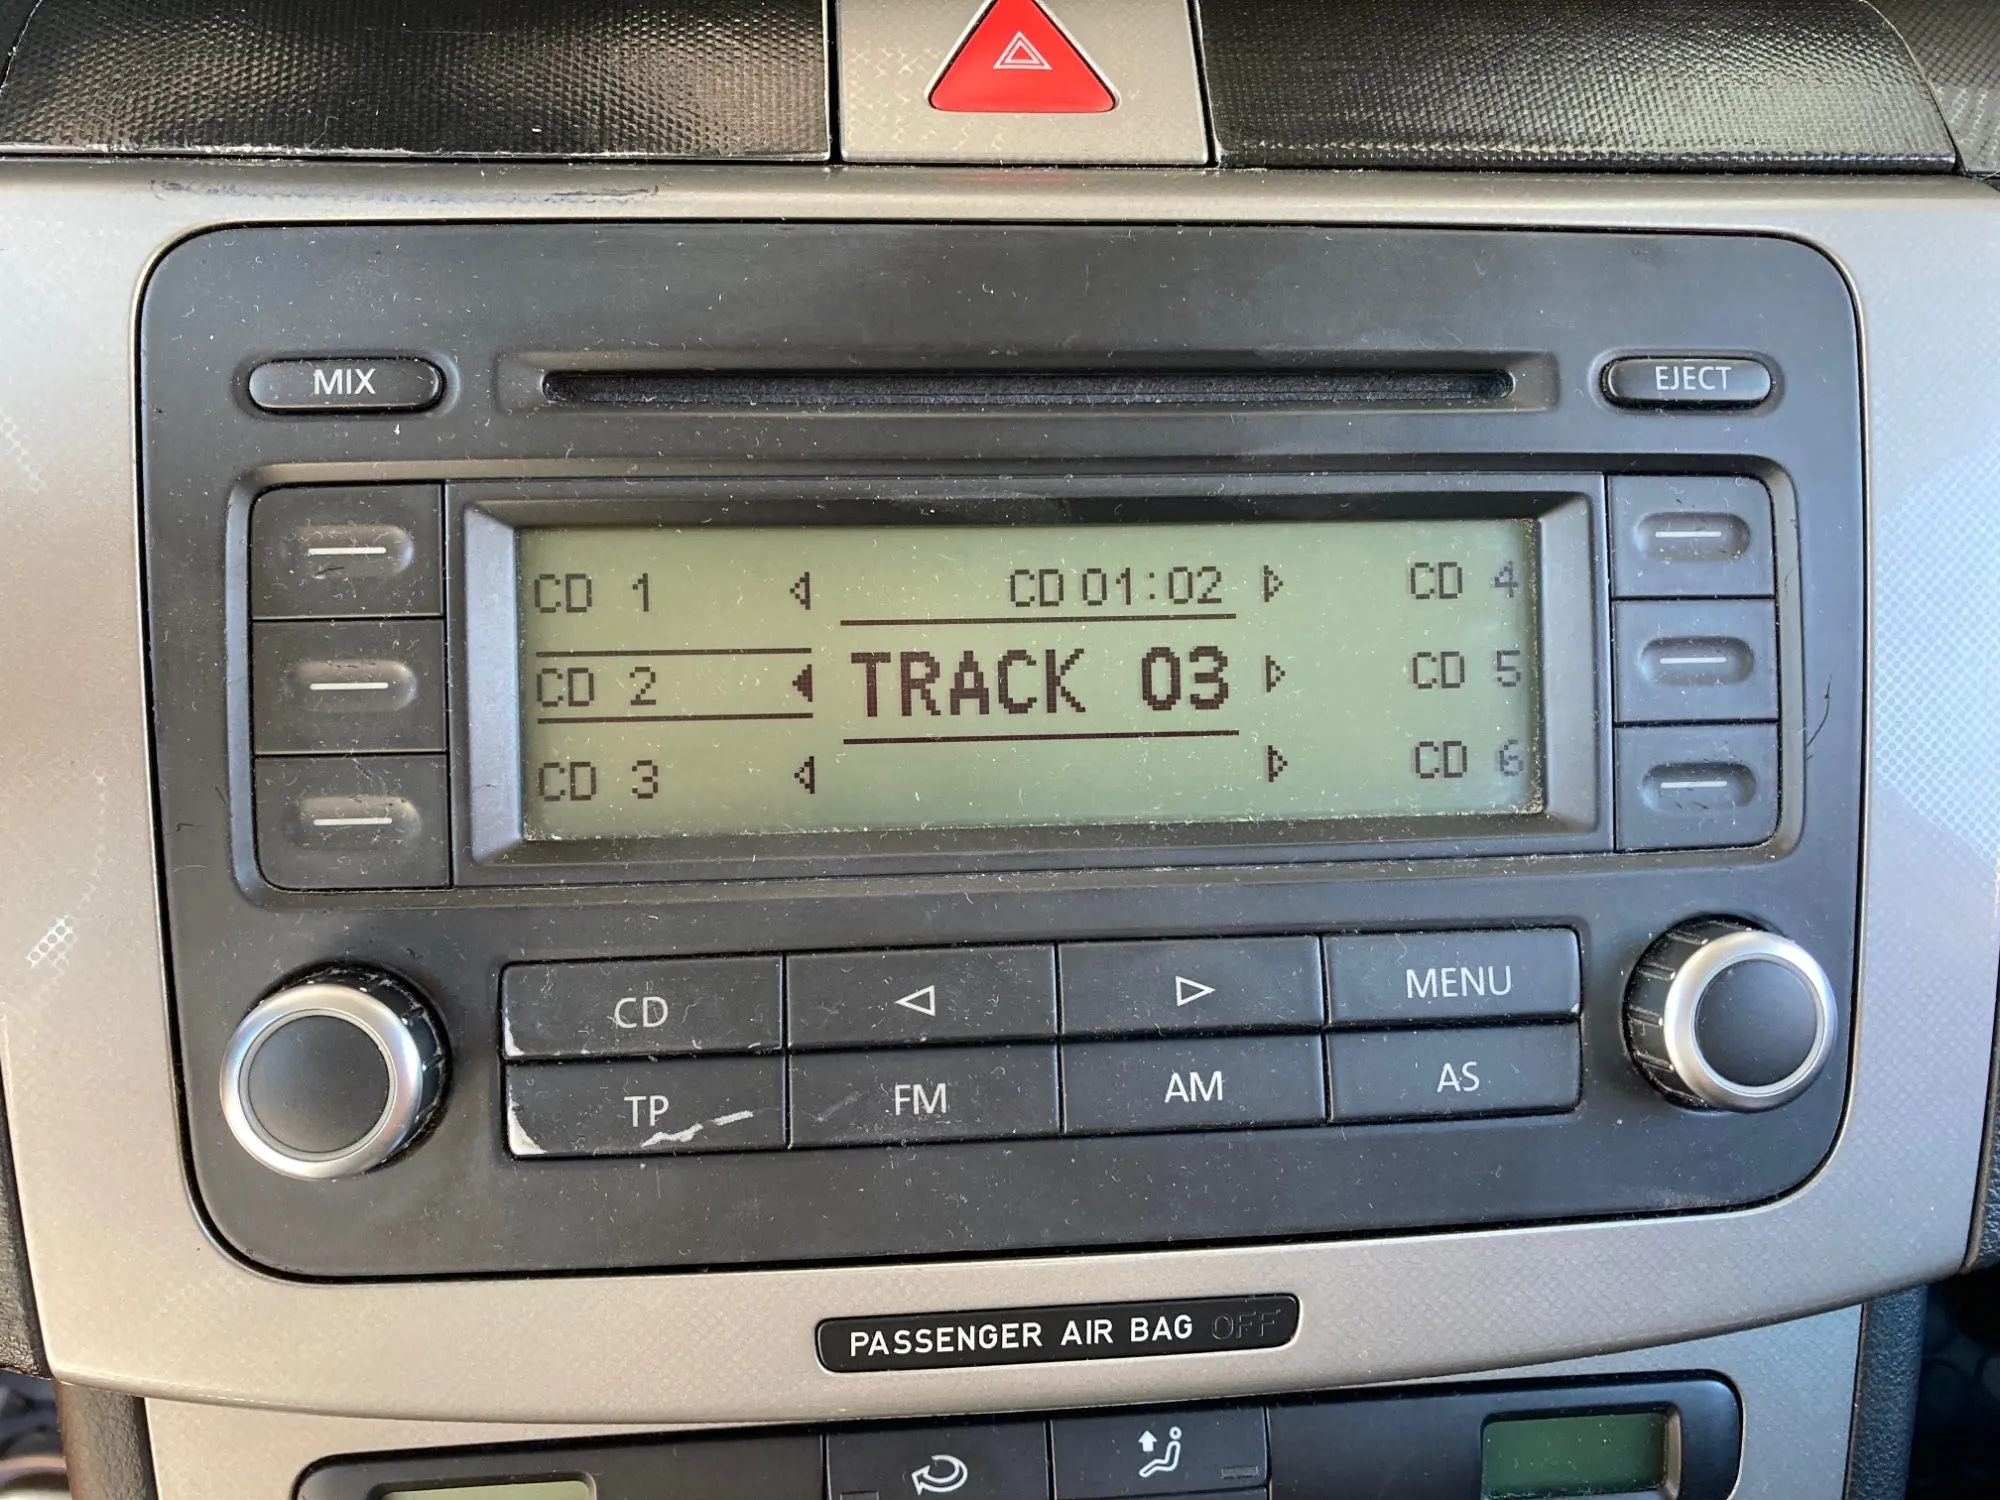 MIX EJECT
CD 1 CD 01:02 CD 4
CD 2 TRACK 03 CD 5
CD 3 CD 6
CD MENU
TP FM AM AS
PASSENGER AIR BAG OFF